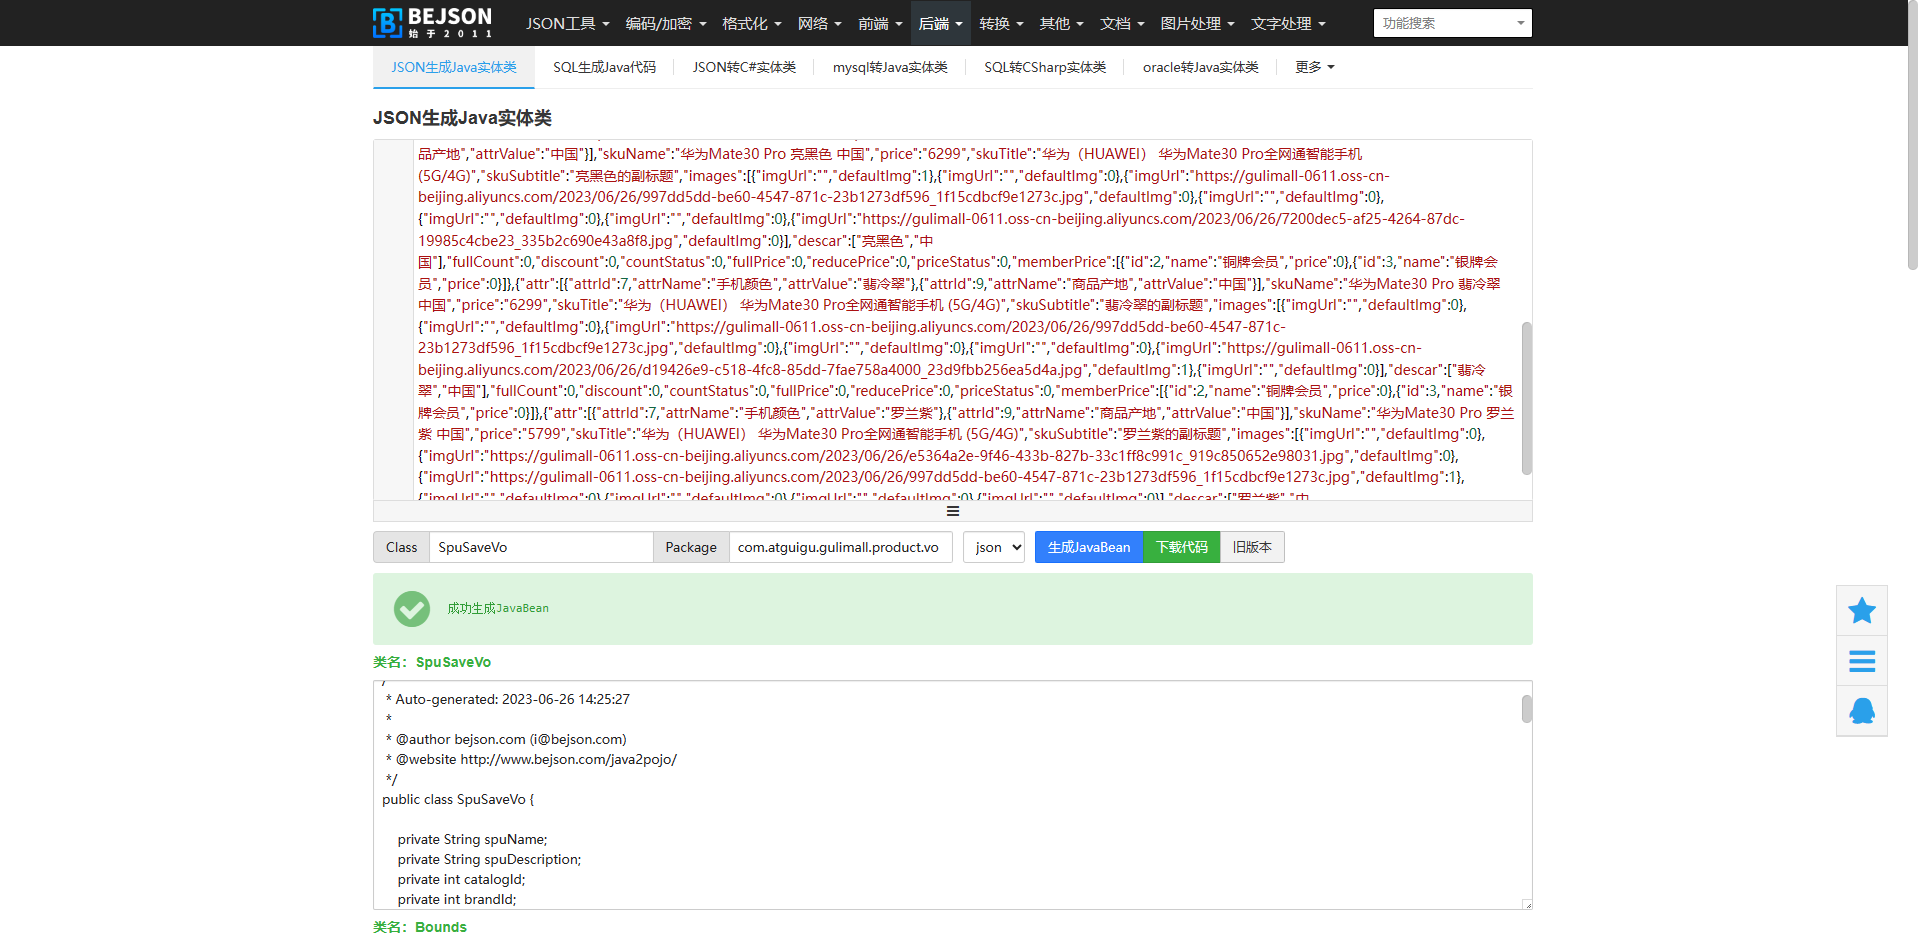 BEJSON
始于2011
JSON工具 编码/加密 格式化 网络 前端 后端 转换 其他 文档 图片处理 文字处理 功能搜索
JSON生成Java实体类 SQL生成Java代码 JSON转C#实体类 mysql转Java实体类 SQL转CSharp实体类 oracle转Java实体类 更多
JSON生成Java实体类
品产地","attrValue":"中国"}],"skuName":"华为Mate30 Pro 亮黑色 中国","price":"6299","skuTitle":"华为（HUAWEI） 华为Mate30 Pro全网通智能手机
(5G/4G)","skuSubtitle":"亮黑色的副标题","images":[{"imgUrl":"","defaultImg":1},{"imgUrl":"","defaultImg":0},{"imgUrl":"https://gulimall-0611.oss-cn-
beijing.aliyuncs.com/2023/06/26/997dd5dd-be60-4547-871c-23b1273df596_1f15cdbcf9e1273c.jpg","defaultImg":0},{"imgUrl":"","defaultImg":0},
{"imgUrl":"","defaultImg":0},{"imgUrl":"","defaultImg":0},{"imgUrl":"https://gulimall-0611.oss-cn-beijing.aliyuncs.com/2023/06/26/7200dec5-af25-4264-87dc-
19985c4cbe23_335b2c690e43a8f8.jpg","defaultImg":0}],"descar":["亮黑色","中
国"],"fullCount":0,"discount":0,"countStatus":0,"fullPrice":0,"reducePrice":0,"priceStatus":0,"memberPrice":[{"id":2,"name":"铜牌会员","price":0},{"id":3,"name":"银牌会
员","price":0}]},{"attr":[{"attrId":7,"attrName":"手机颜色","attrValue":"翡冷翠"},{"attrId":9,"attrName":"商品产地","attrValue":"中国"}],"skuName":"华为Mate30 Pro 翡冷翠
中国","price":"6299","skuTitle":"华为（HUAWEI） 华为Mate30 Pro全网通智能手机 (5G/4G)","skuSubtitle":"翡冷翠的副标题","images":[{"imgUrl":"","defaultImg":0},
{"imgUrl":"","defaultImg":0},{"imgUrl":"https://gulimall-0611.oss-cn-beijing.aliyuncs.com/2023/06/26/997dd5dd-be60-4547-871c-
23b1273df596_1f15cdbcf9e1273c.jpg","defaultImg":0},{"imgUrl":"","defaultImg":0},{"imgUrl":"","defaultImg":0},{"imgUrl":"https://gulimall-0611.oss-cn-
beijing.aliyuncs.com/2023/06/26/d19426e9-c518-4fc8-85dd-7fae758a4000_23d9fbb256ea5d4a.jpg","defaultImg":1},{"imgUrl":"","defaultImg":0}],"descar":["翡冷
翠","中国"],"fullCount":0,"discount":0,"countStatus":0,"fullPrice":0,"reducePrice":0,"priceStatus":0,"memberPrice":[{"id":2,"name":"铜牌会员","price":0},{"id":3,"name":"银
牌会员","price":0}]},{"attr":[{"attrId":7,"attrName":"手机颜色","attrValue":"罗兰紫"},{"attrId":9,"attrName":"商品产地","attrValue":"中国"}],"skuName":"华为Mate30 Pro 罗兰
紫 中国","price":"5799","skuTitle":"华为（HUAWEI） 华为Mate30 Pro全网通智能手机 (5G/4G)","skuSubtitle":"罗兰紫的副标题","images":[{"imgUrl":"","defaultImg":0},
{"imgUrl":"https://gulimall-0611.oss-cn-beijing.aliyuncs.com/2023/06/26/e5364a2e-9f46-433b-827b-33c1ff8c991c_919c850652e98031.jpg","defaultImg":0},
{"imgUrl":"https://gulimall-0611.oss-cn-beijing.aliyuncs.com/2023/06/26/997dd5dd-be60-4547-871c-23b1273df596_1f15cdbcf9e1273c.jpg","defaultImg":1},
{"imgUrl":"","defaultImg":0},{"imgUrl":"","defaultImg":0},{"imgUrl":"","defaultImg":0},{"imgUrl":"","defaultImg":0}],"descar":["罗兰紫","中
Class SpuSaveVo Package com.atguigu.gulimall.product.vo json 生成JavaBean 下载代码 旧版本
成功生成JavaBean
类名：SpuSaveVo
* Auto-generated: 2023-06-26 14:25:27
*
* @author bejson.com (i@bejson.com)
* @website http://www.bejson.com/java2pojo/
*/
public class SpuSaveVo {
private String spuName;
private String spuDescription;
private int catalogId;
private int brandId;
类名：Bounds